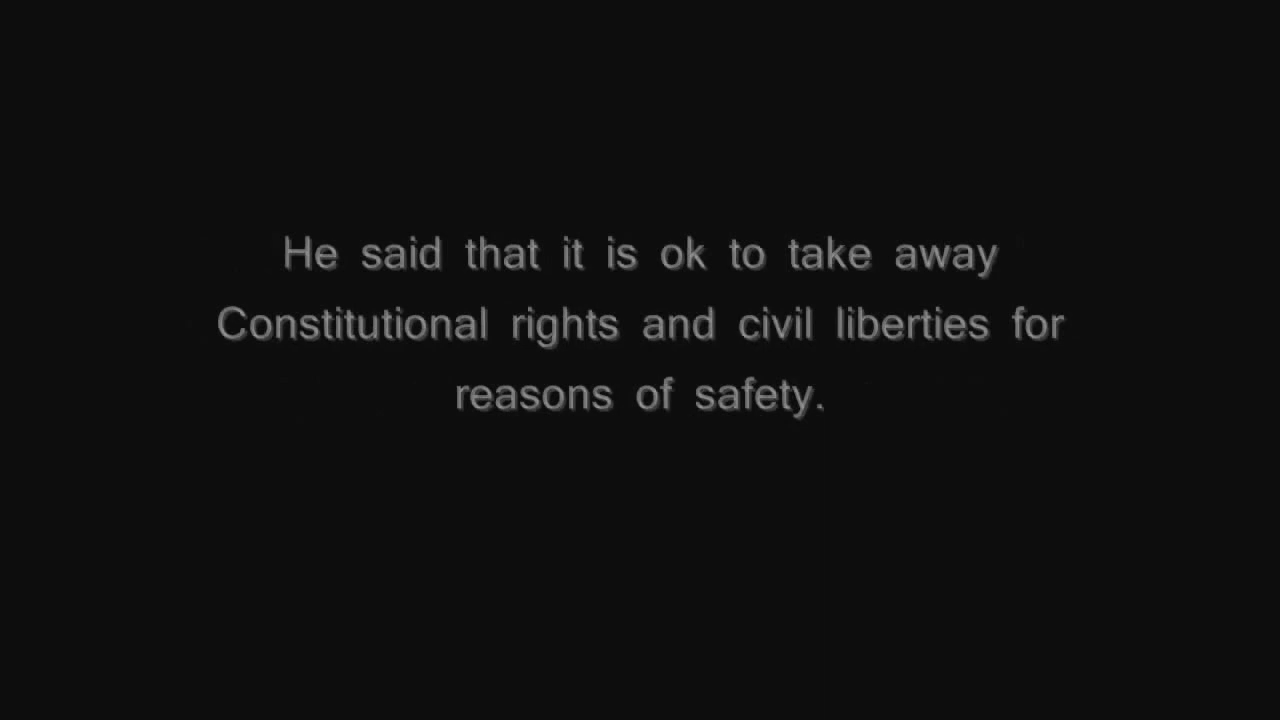 He said that it is ok to take away
Constitutional rights and civil liberties for
reasons of safety.